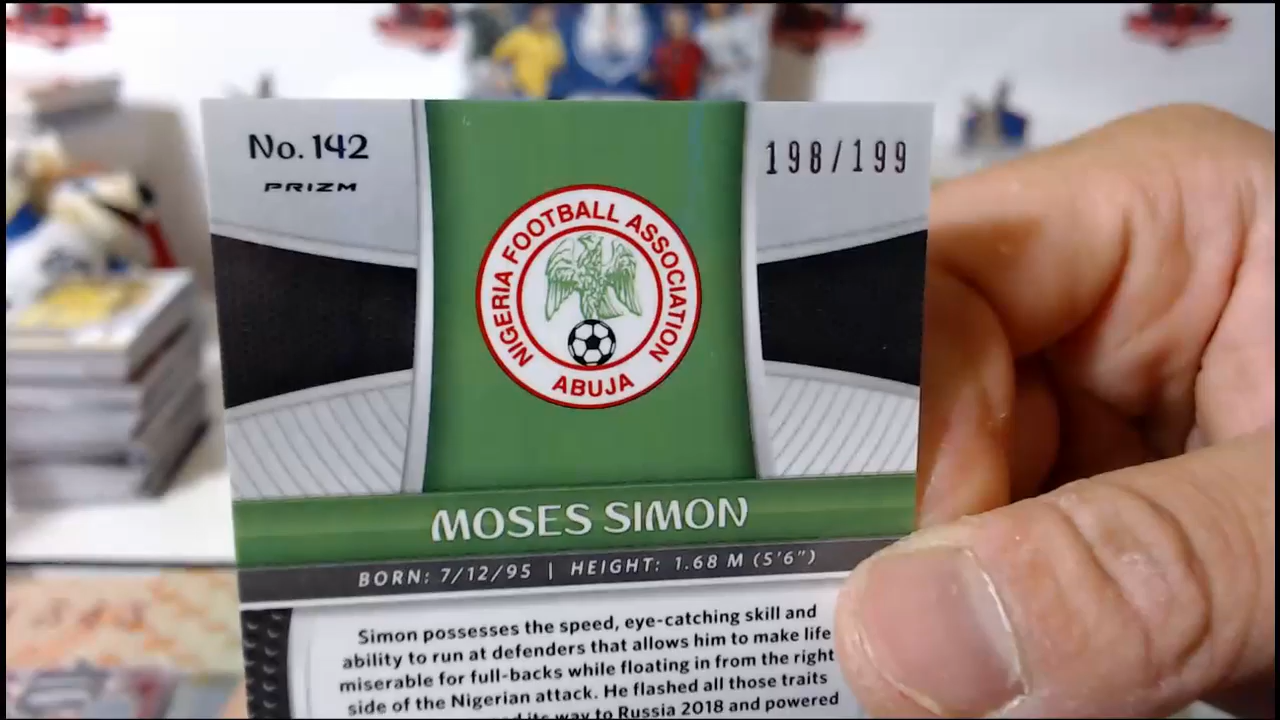 No. 142
PRIZM
198/199
NIGERIA FOOTBALL ASSOCIATION
ABUJA
MOSES SIMON
BORN: 7/12/95 | HEIGHT: 1.68 M (5'6")
Simon possesses the speed, eye-catching skill and
ability to run at defenders that allows him to make life
miserable for full-backs while floating in from the right
side of the Nigerian attack. He flashed all those traits
its way to Russia 2018 and powered